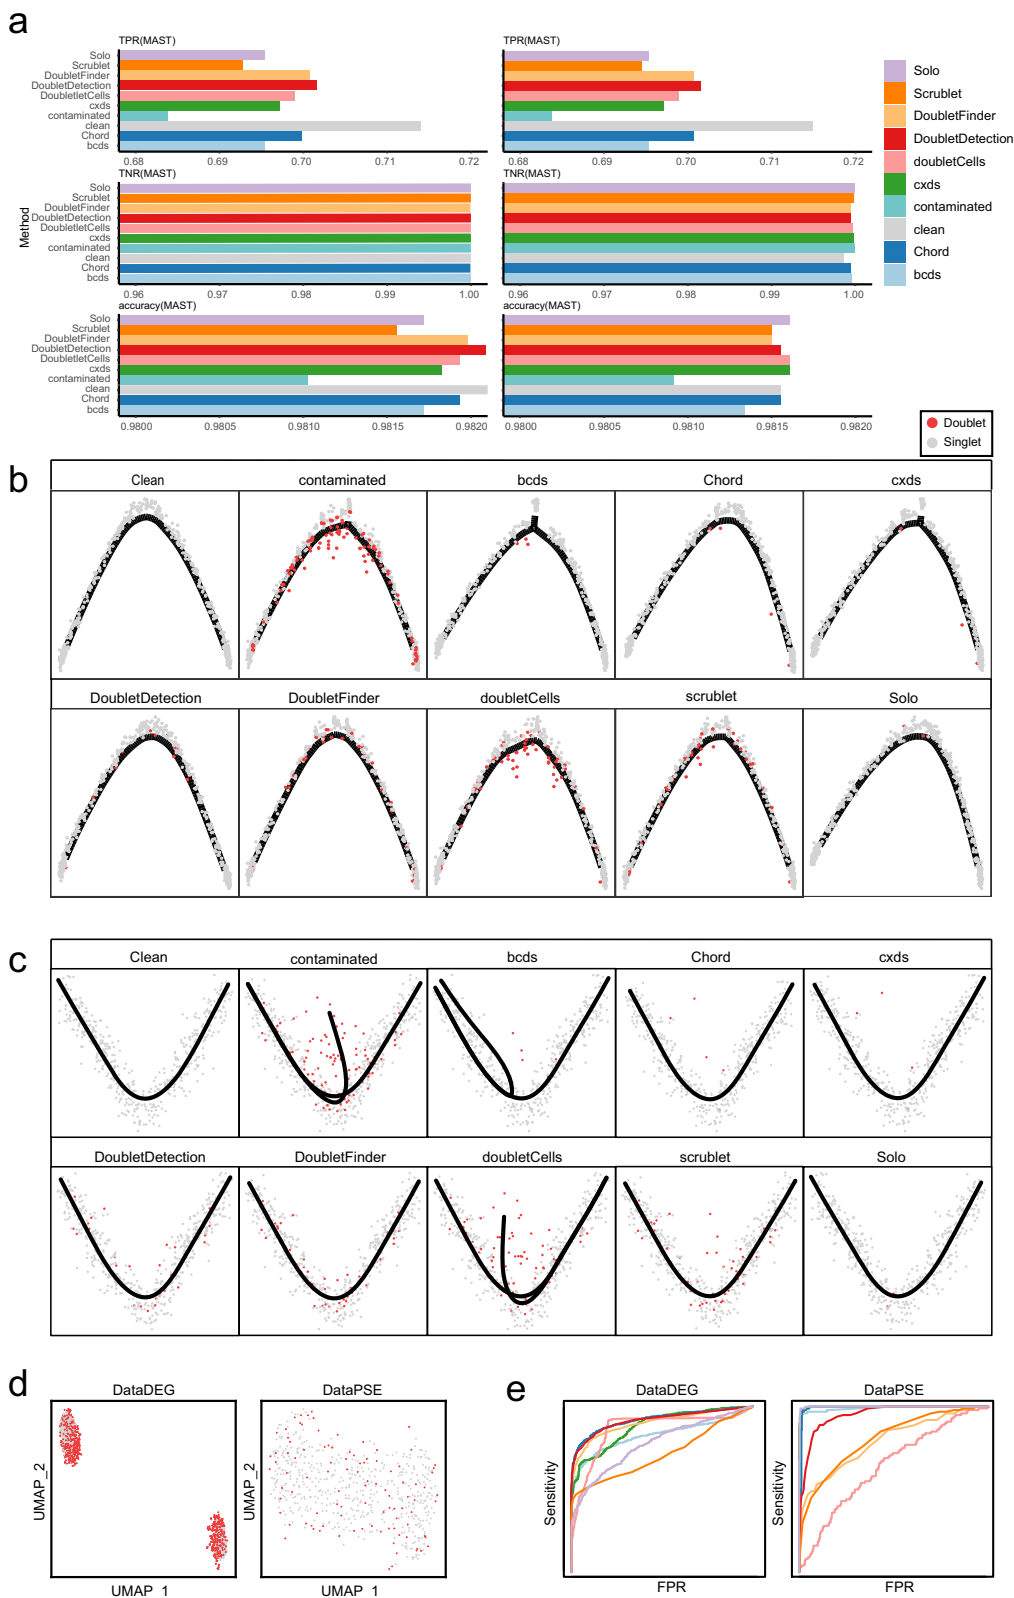 a
TPR(MAST)
Solo
Scrublet
DoubletFinder
DoubletDetection
DoubletletCells
cxds
contaminated
clean
Chord
bcds
0.68 0.69 0.70 0.71 0.72
TPR(MAST)
0.68 0.69 0.70 0.71 0.72
Method
TNR(MAST)
Solo
Scrublet
DoubletFinder
DoubletDetection
DoubletletCells
cxds
contaminated
clean
Chord
bcds
0.96 0.97 0.98 0.99 1.00
TNR(MAST)
0.96 0.97 0.98 0.99 1.00
accuracy(MAST)
Solo
Scrublet
DoubletFinder
DoubletDetection
DoubletletCells
cxds
contaminated
clean
Chord
bcds
0.9800 0.9805 0.9810 0.9815 0.9820
accuracy(MAST)
0.9800 0.9805 0.9810 0.9815 0.9820
Solo
Scrublet
DoubletFinder
DoubletDetection
doubletCells
cxds
contaminated
clean
Chord
bcds
Doublet
Singlet
b
Clean contaminated bcds Chord cxds
DoubletDetection DoubletFinder doubletCells scrublet Solo
c
Clean contaminated bcds Chord cxds
DoubletDetection DoubletFinder doubletCells scrublet Solo
d
DataDEG DataPSE
UMAP_2 UMAP_2
UMAP_1 UMAP_1
e
DataDEG DataPSE
Sensitivity Sensitivity
FPR FPR